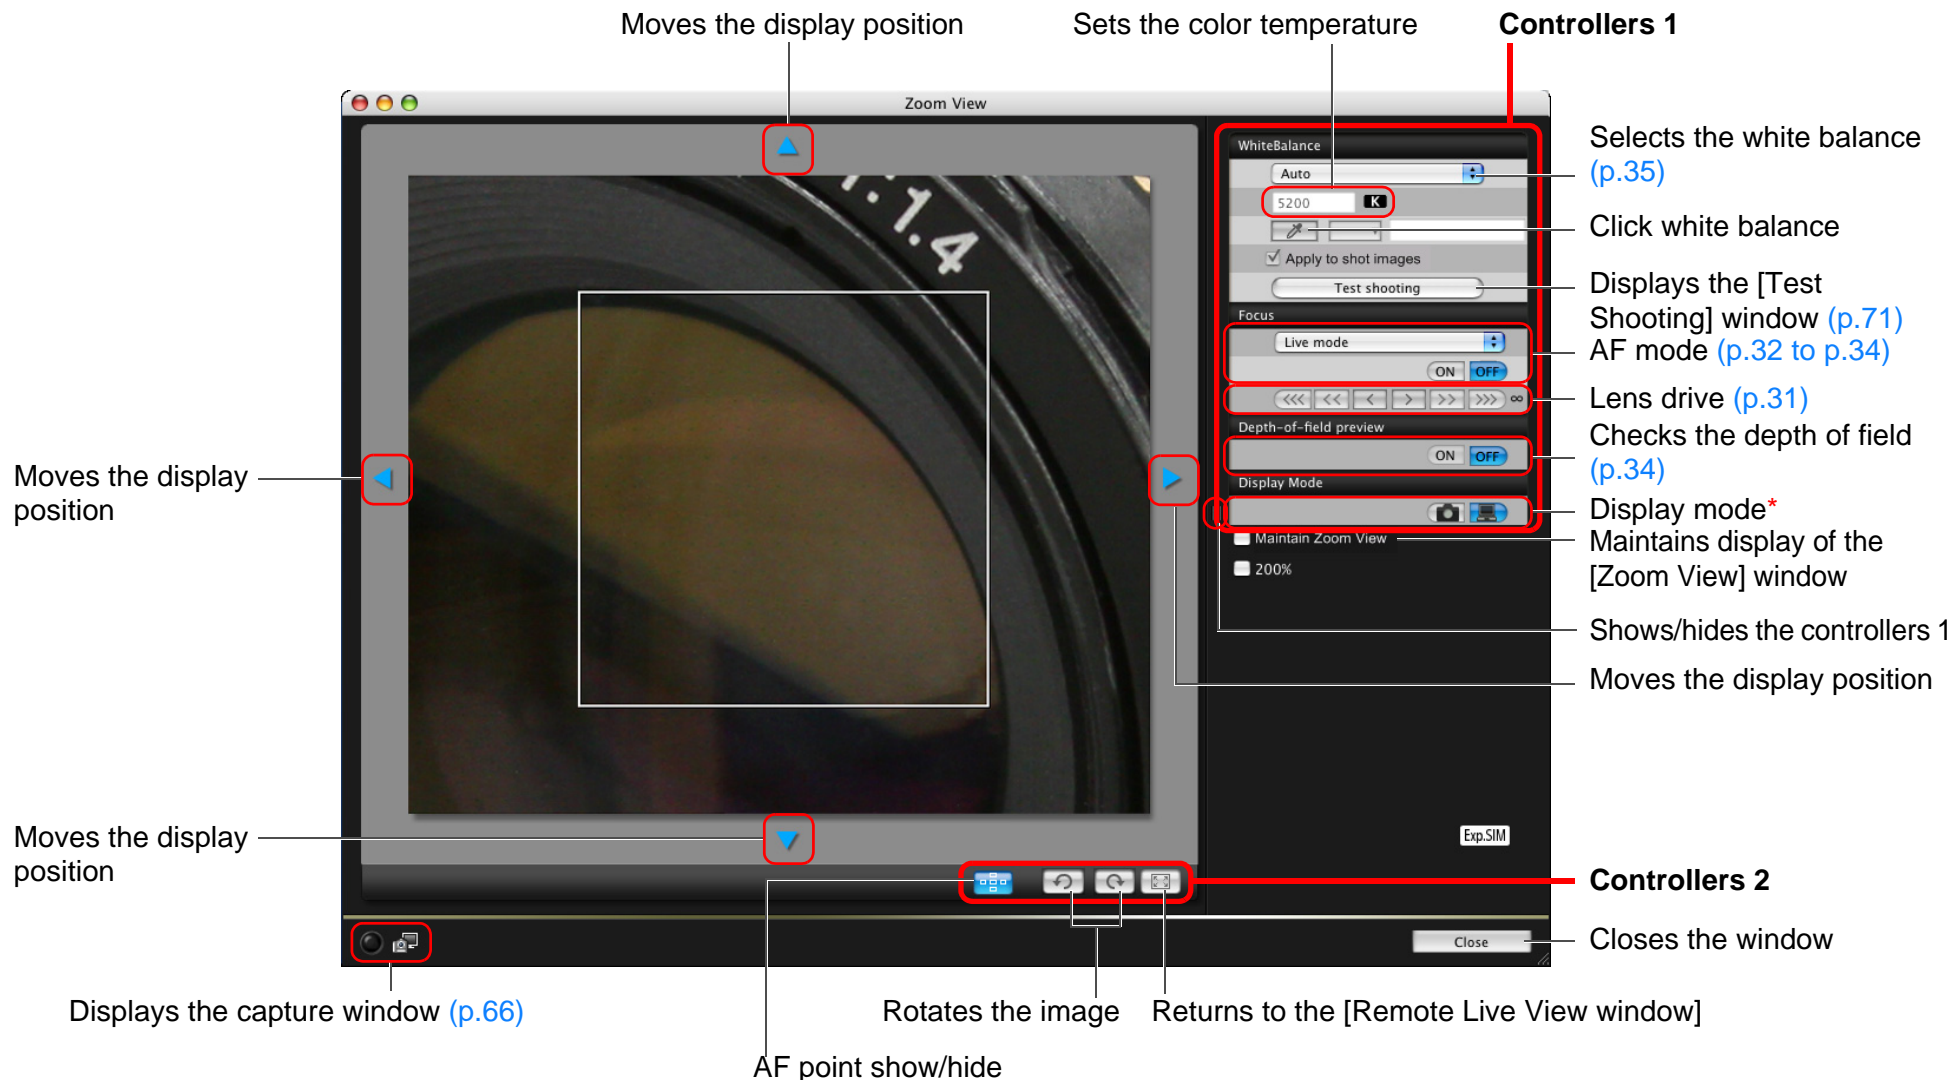 Moves the display position
Sets the color temperature
Controllers 1
Zoom View
WhiteBalance
Auto
5200 K
Apply to shot images
Test shooting
Focus
Live mode
ON OFF
<<< << < > >> >>> ∞
Depth-of-field preview
ON OFF
Display Mode
Maintain Zoom View
200%
Exp.SIM
Close
1:1.4
Selects the white balance
(p.35)
Click white balance
Displays the [Test
Shooting] window (p.71)
AF mode (p.32 to p.34)
Lens drive (p.31)
Checks the depth of field
(p.34)
Display mode*
Maintains display of the
[Zoom View] window
Shows/hides the controllers 1
Moves the display position
Controllers 2
Closes the window
Moves the display
position
Moves the display
position
Displays the capture window (p.66)
Rotates the image
Returns to the [Remote Live View window]
AF point show/hide